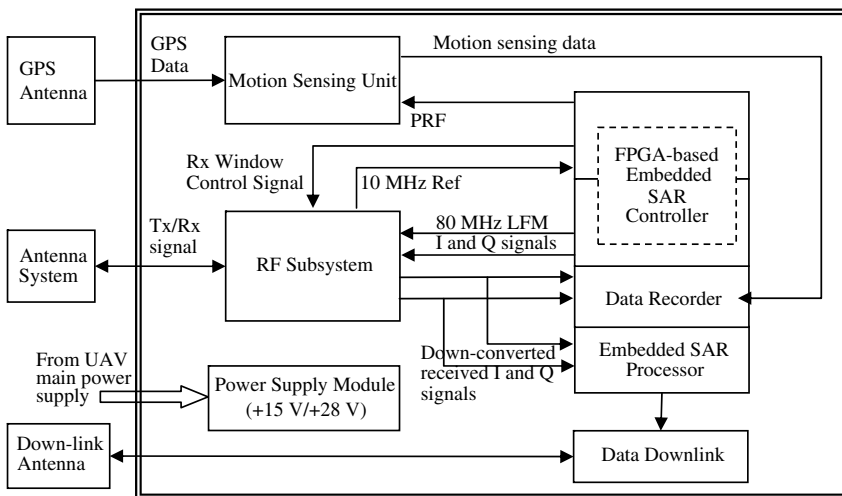 GPS
Antenna
GPS
Data
Motion Sensing Unit
Motion sensing data
PRF
Rx Window
Control Signal
10 MHz Ref
FPGA-based
Embedded
SAR
Controller
Tx/Rx
signal
Antenna
System
RF Subsystem
80 MHz LFM
I and Q signals
Data Recorder
Down-converted
received I and Q
signals
Embedded SAR
Processor
From UAV
main power
supply
Power Supply Module
(+15 V/+28 V)
Down-link
Antenna
Data Downlink